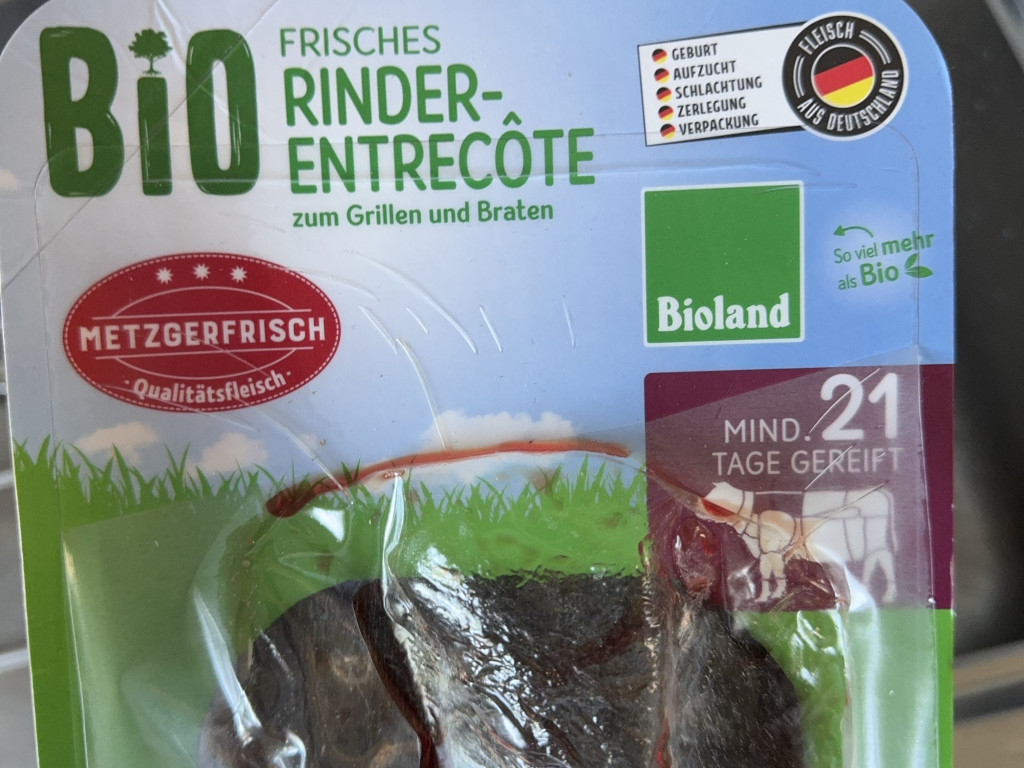 BiO
FRISCHES
RINDER-
ENTRECÔTE
zum Grillen und Braten
GEBURT
AUFZUCHT
SCHLACHTUNG
ZERLEGUNG
VERPACKUNG
FLEISCH
AUS DEUTSCHLAND
Bioland
So viel mehr
als Bio
METZGERFRISCH
- Qualitätsfleisch -
MIND. 21
TAGE GEREIFT